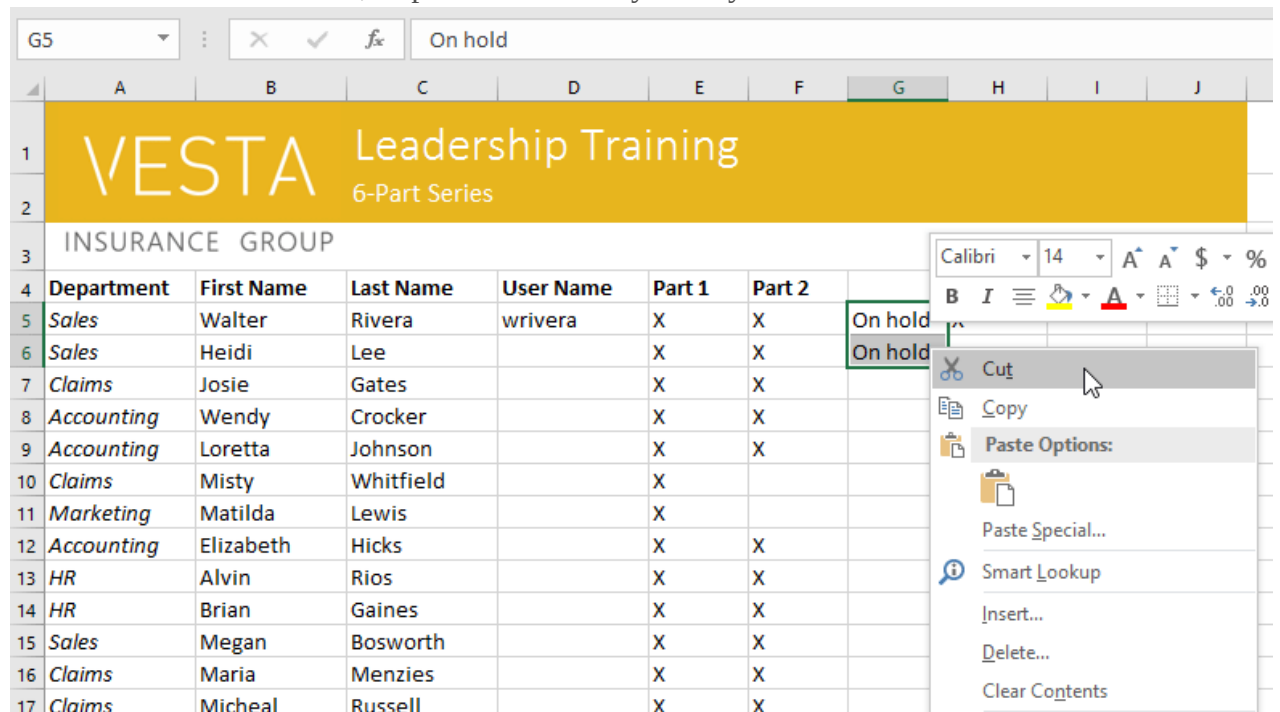 G5 fx On hold
A B C D E F G H I J
1 VESTA Leadership Training
2 6-Part Series
3 INSURANCE GROUP
Calibri 14 A A $ %
B I A .0 .00 .00 .0
4 Department First Name Last Name User Name Part 1 Part 2
5 Sales Walter Rivera wrivera X X On hold X
6 Sales Heidi Lee X X On hold
7 Claims Josie Gates X X
8 Accounting Wendy Crocker X X
9 Accounting Loretta Johnson X X
10 Claims Misty Whitfield X
11 Marketing Matilda Lewis X
12 Accounting Elizabeth Hicks X X
13 HR Alvin Rios X X
14 HR Brian Gaines X X
15 Sales Megan Bosworth X X
16 Claims Maria Menzies X X
17 Claims Micheal Russell X X
Cut
Copy
Paste Options:
Paste Special...
Smart Lookup
Insert...
Delete...
Clear Contents